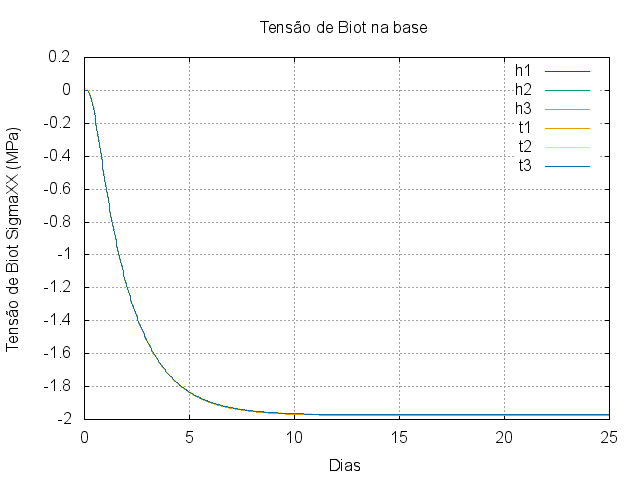 Tensão de Biot na base
Tensão de Biot SigmaXX (MPa)
0.2
0
-0.2
-0.4
-0.6
-0.8
-1
-1.2
-1.4
-1.6
-1.8
-2
h1
h2
h3
t1
t2
t3
0 5 10 15 20 25
Dias